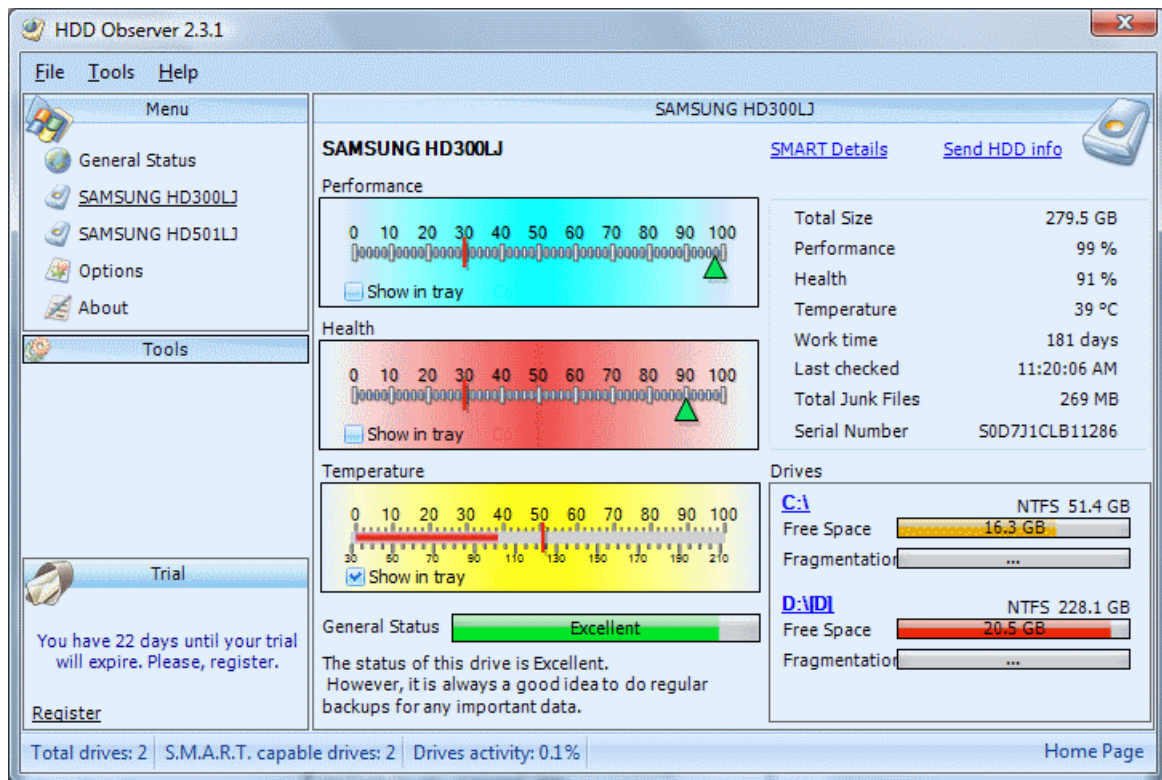 HDD Observer 2.3.1
File Tools Help
Menu
General Status
SAMSUNG HD300LJ
SAMSUNG HD501LJ
Options
About
Tools
Trial
You have 22 days until your trial
will expire. Please, register.
Register
SAMSUNG HD300LJ
SAMSUNG HD300LJ
SMART Details Send HDD info
Performance
0 10 20 30 40 50 60 70 80 90 100
Show in tray
Health
0 10 20 30 40 50 60 70 80 90 100
Show in tray
Temperature
0 10 20 30 40 50 60 70 80 90 100
30 50 70 90 110 130 150 170 190 210
Show in tray
General Status Excellent
The status of this drive is Excellent.
However, it is always a good idea to do regular
backups for any important data.
Total Size 279.5 GB
Performance 99 %
Health 91 %
Temperature 39 ºC
Work time 181 days
Last checked 11:20:06 AM
Total Junk Files 269 MB
Serial Number S0D7J1CLB11286
Drives
C:\ NTFS 51.4 GB
Free Space 16.3 GB
Fragmentation ...
D:\[D] NTFS 228.1 GB
Free Space 20.5 GB
Fragmentation ...
Total drives: 2 S.M.A.R.T. capable drives: 2 Drives activity: 0.1% Home Page